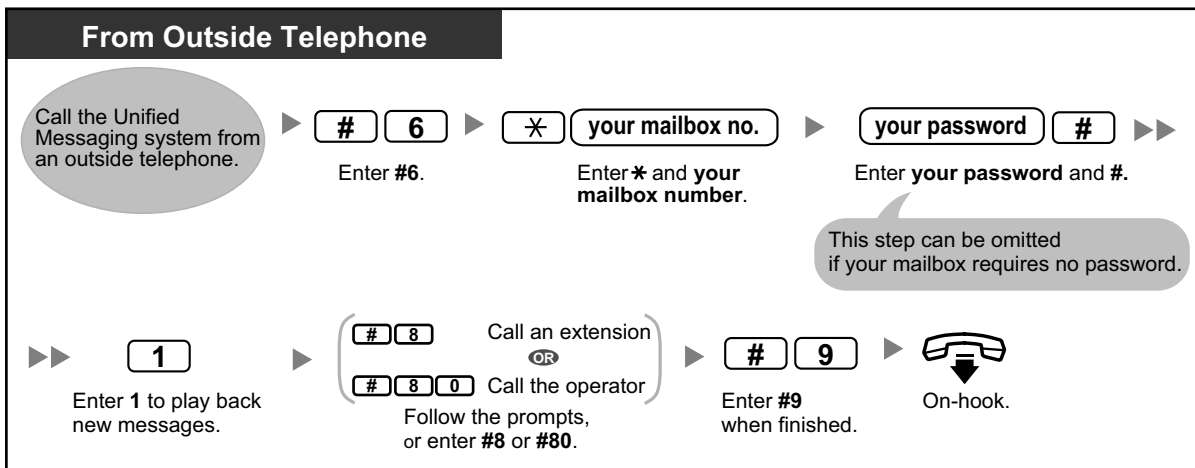 From Outside Telephone
Call the Unified
Messaging system from
an outside telephone.
# 6
Enter #6.
* your mailbox no.
Enter * and your
mailbox number.
your password #
Enter your password and #.
This step can be omitted
if your mailbox requires no password.
1
Enter 1 to play back
new messages.
# 8 Call an extension
OR
# 8 0 Call the operator
Follow the prompts,
or enter #8 or #80.
# 9
Enter #9
when finished.
On-hook.